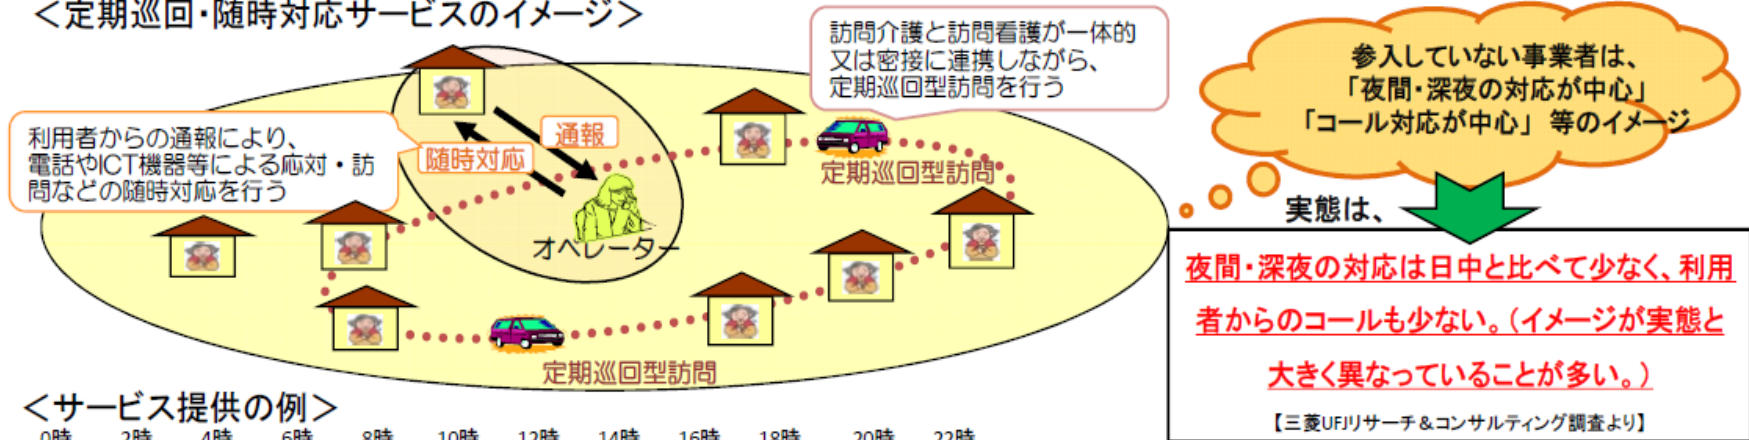 ＜定期巡回・随時対応サービスのイメージ＞
訪問介護と訪問看護が一体的
又は密接に連携しながら、
定期巡回型訪問を行う
参入していない事業者は、
「夜間・深夜の対応が中心」
「コール対応が中心」等のイメージ
利用者からの通報により、
電話やICT機器等による応対・訪
問などの随時対応を行う
通報
随時対応
定期巡回型訪問
オペレーター
実態は、
夜間・深夜の対応は日中と比べて少なく、利用
者からのコールも少ない。（イメージが実態と
大きく異なっていることが多い。）
【三菱UFJリサーチ＆コンサルティング調査より】
定期巡回型訪問
＜サービス提供の例＞
0時 2時 4時 6時 8時 10時 12時 14時 16時 18時 20時 22時